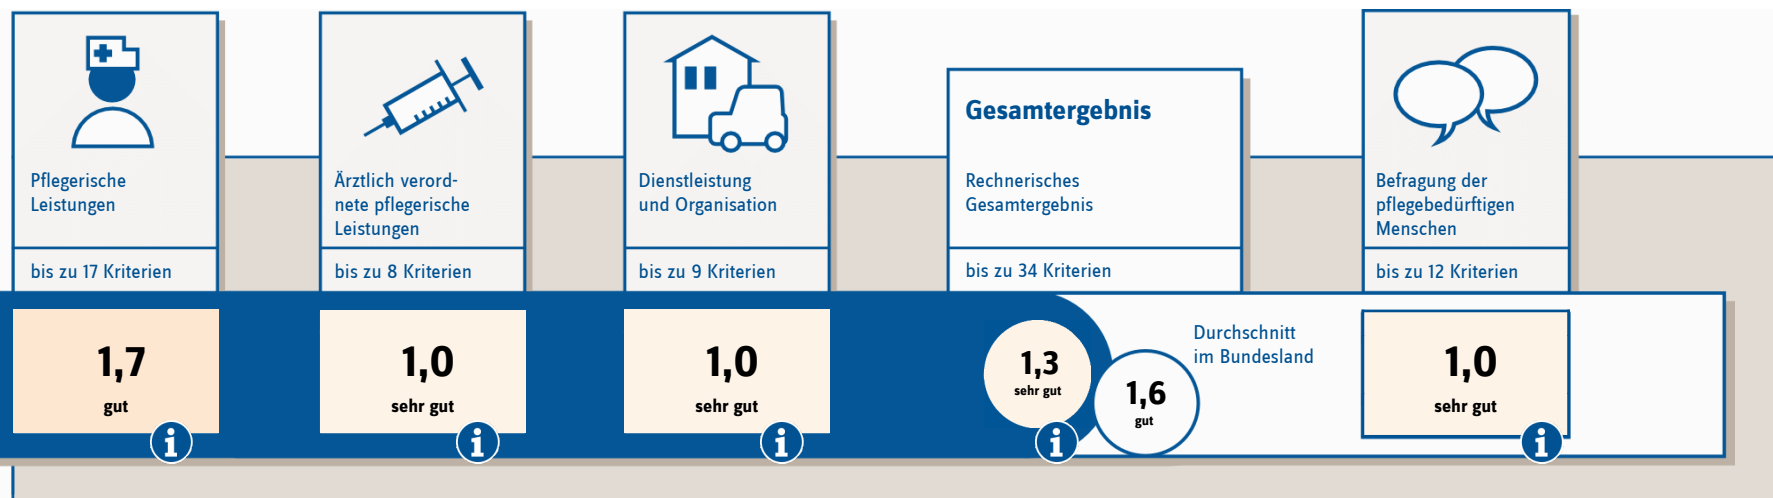 Pflegerische
Leistungen
bis zu 17 Kriterien
1,7
gut
Ärztlich verord-
nete pflegerische
Leistungen
bis zu 8 Kriterien
1,0
sehr gut
Dienstleistung
und Organisation
bis zu 9 Kriterien
1,0
sehr gut
Gesamtergebnis
Rechnerisches
Gesamtergebnis
bis zu 34 Kriterien
1,3
sehr gut
1,6
gut
Durchschnitt
im Bundesland
Befragung der
pflegebedürftigen
Menschen
bis zu 12 Kriterien
1,0
sehr gut